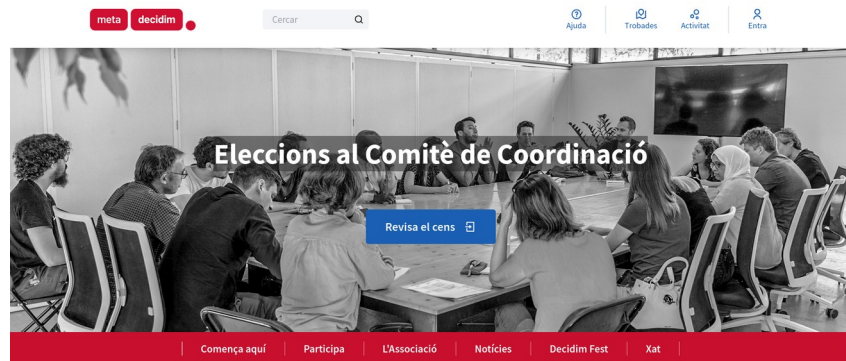 meta decidim
Cercar
Ajuda
Trobades
Activitat
Entra
Eleccions al Comitè de Coordinació
Revisa el cens
Comença aquí
Participa
L'Associació
Notícies
Decidim Fest
Xat